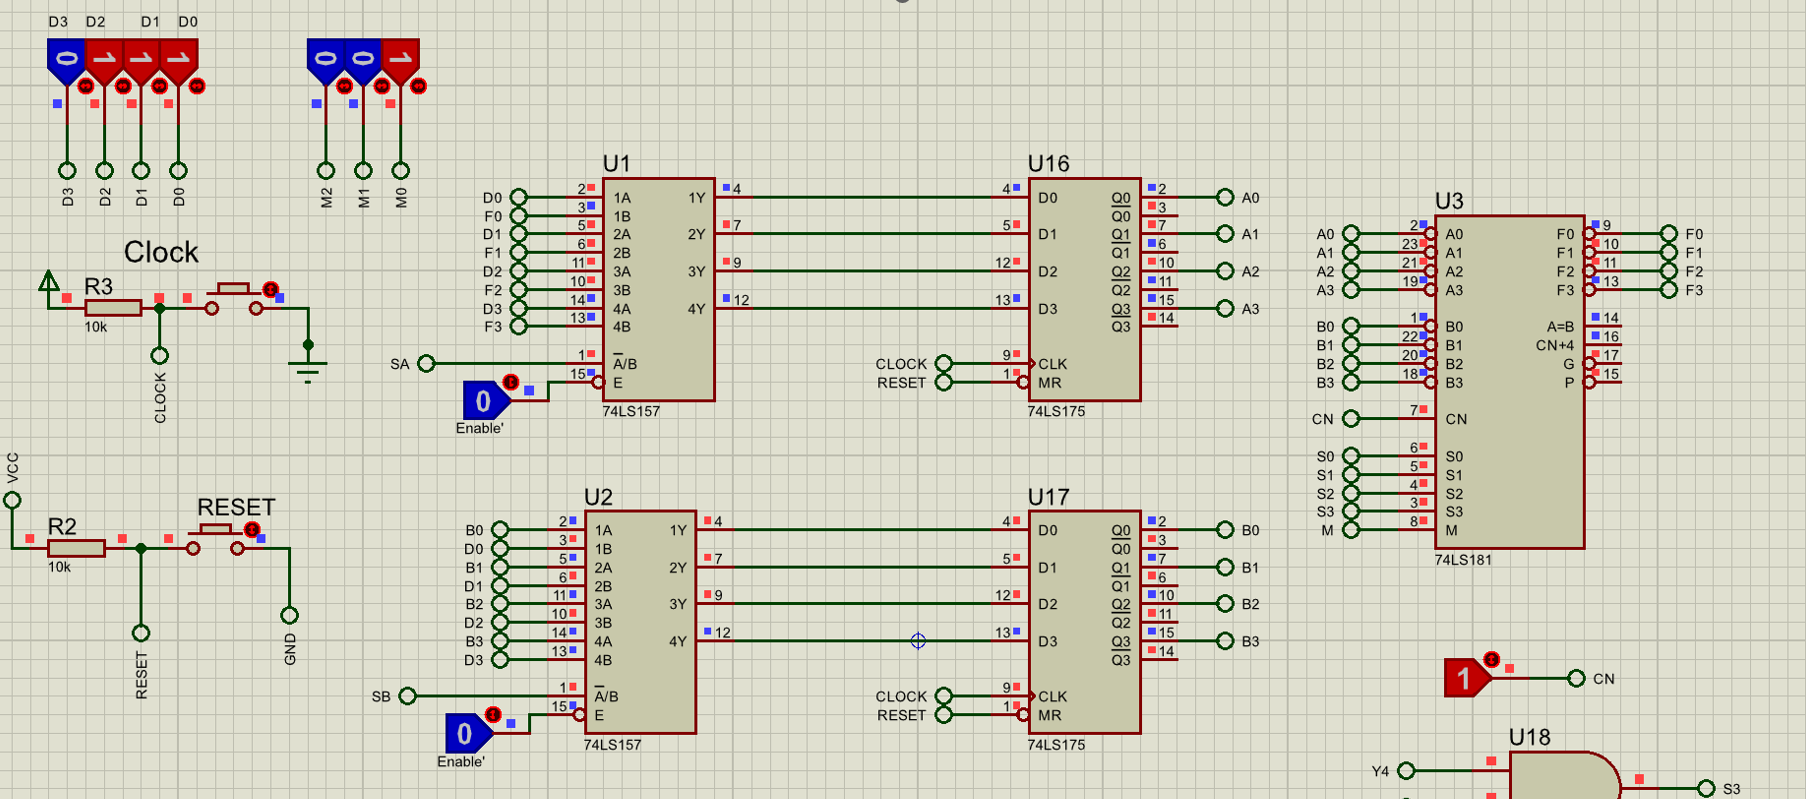 D3 D2 D1 D0
0 1 1 1
0 0 1
D3 D2 D1 D0
M2 M1 M0
Clock
R3
10k
CLOCK
VCC
RESET
R2
10k
RESET
GND
U1
D0 2 1A 1Y 4
F0 3 1B
D1 5 2A 2Y 7
F1 6 2B
D2 11 3A 3Y 9
F2 10 3B
D3 14 4A 4Y 12
F3 13 4B
SA 1 A/B
15 E
0
Enable'
74LS157
U16
4 D0 Q0 2 A0
Q0 3
5 D1 Q1 7 A1
Q1 6
12 D2 Q2 10 A2
Q2 11
13 D3 Q3 15 A3
Q3 14
CLOCK 9 CLK
RESET 1 MR
74LS175
U2
B0 2 1A 1Y 4
D0 3 1B
B1 5 2A 2Y 7
D1 6 2B
B2 11 3A 3Y 9
D2 10 3B
B3 14 4A 4Y 12
D3 13 4B
SB 1 A/B
15 E
0
Enable'
74LS157
U17
4 D0 Q0 2 B0
Q0 3
5 D1 Q1 7 B1
Q1 6
12 D2 Q2 10 B2
Q2 11
13 D3 Q3 15 B3
Q3 14
CLOCK 9 CLK
RESET 1 MR
74LS175
U3
A0 2 A0 F0 9 F0
A1 23 A1 F1 10 F1
A2 21 A2 F2 11 F2
A3 19 A3 F3 13 F3
B0 1 B0 A=B 14
B1 22 B1 CN+4 16
B2 20 B2 G 17
B3 18 B3 P 15
CN 7 CN
S0 6 S0
S1 5 S1
S2 4 S2
S3 3 S3
M 8 M
74LS181
1 CN
U18
Y4 S3